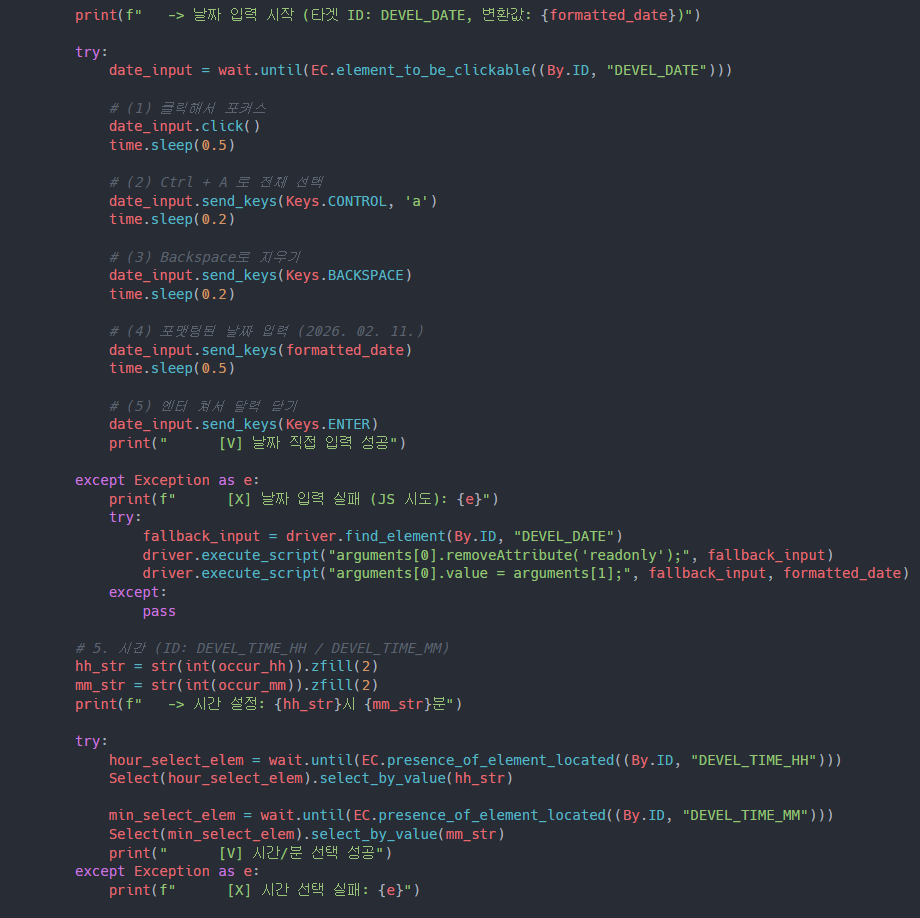 print(f"   -> 날짜 입력 시작 (타겟 ID: DEVEL_DATE, 변환값: {formatted_date})")
try:
date_input = wait.until(EC.element_to_be_clickable((By.ID, "DEVEL_DATE")))
# (1) 클릭해서 포커스
date_input.click()
time.sleep(0.5)
# (2) Ctrl + A 로 전체 선택
date_input.send_keys(Keys.CONTROL, 'a')
time.sleep(0.2)
# (3) Backspace로 지우기
date_input.send_keys(Keys.BACKSPACE)
time.sleep(0.2)
# (4) 포맷팅된 날짜 입력 (2026. 02. 11.)
date_input.send_keys(formatted_date)
time.sleep(0.5)
# (5) 엔터 쳐서 달력 닫기
date_input.send_keys(Keys.ENTER)
print("      [V] 날짜 직접 입력 성공")
except Exception as e:
print(f"      [X] 날짜 입력 실패 (JS 시도): {e}")
try:
fallback_input = driver.find_element(By.ID, "DEVEL_DATE")
driver.execute_script("arguments[0].removeAttribute('readonly');", fallback_input)
driver.execute_script("arguments[0].value = arguments[1];", fallback_input, formatted_date)
except:
pass
# 5. 시간 (ID: DEVEL_TIME_HH / DEVEL_TIME_MM)
hh_str = str(int(occur_hh)).zfill(2)
mm_str = str(int(occur_mm)).zfill(2)
print(f"   -> 시간 설정: {hh_str}시 {mm_str}분")
try:
hour_select_elem = wait.until(EC.presence_of_element_located((By.ID, "DEVEL_TIME_HH")))
Select(hour_select_elem).select_by_value(hh_str)
min_select_elem = wait.until(EC.presence_of_element_located((By.ID, "DEVEL_TIME_MM")))
Select(min_select_elem).select_by_value(mm_str)
print("      [V] 시간/분 선택 성공")
except Exception as e:
print(f"      [X] 시간 선택 실패: {e}")